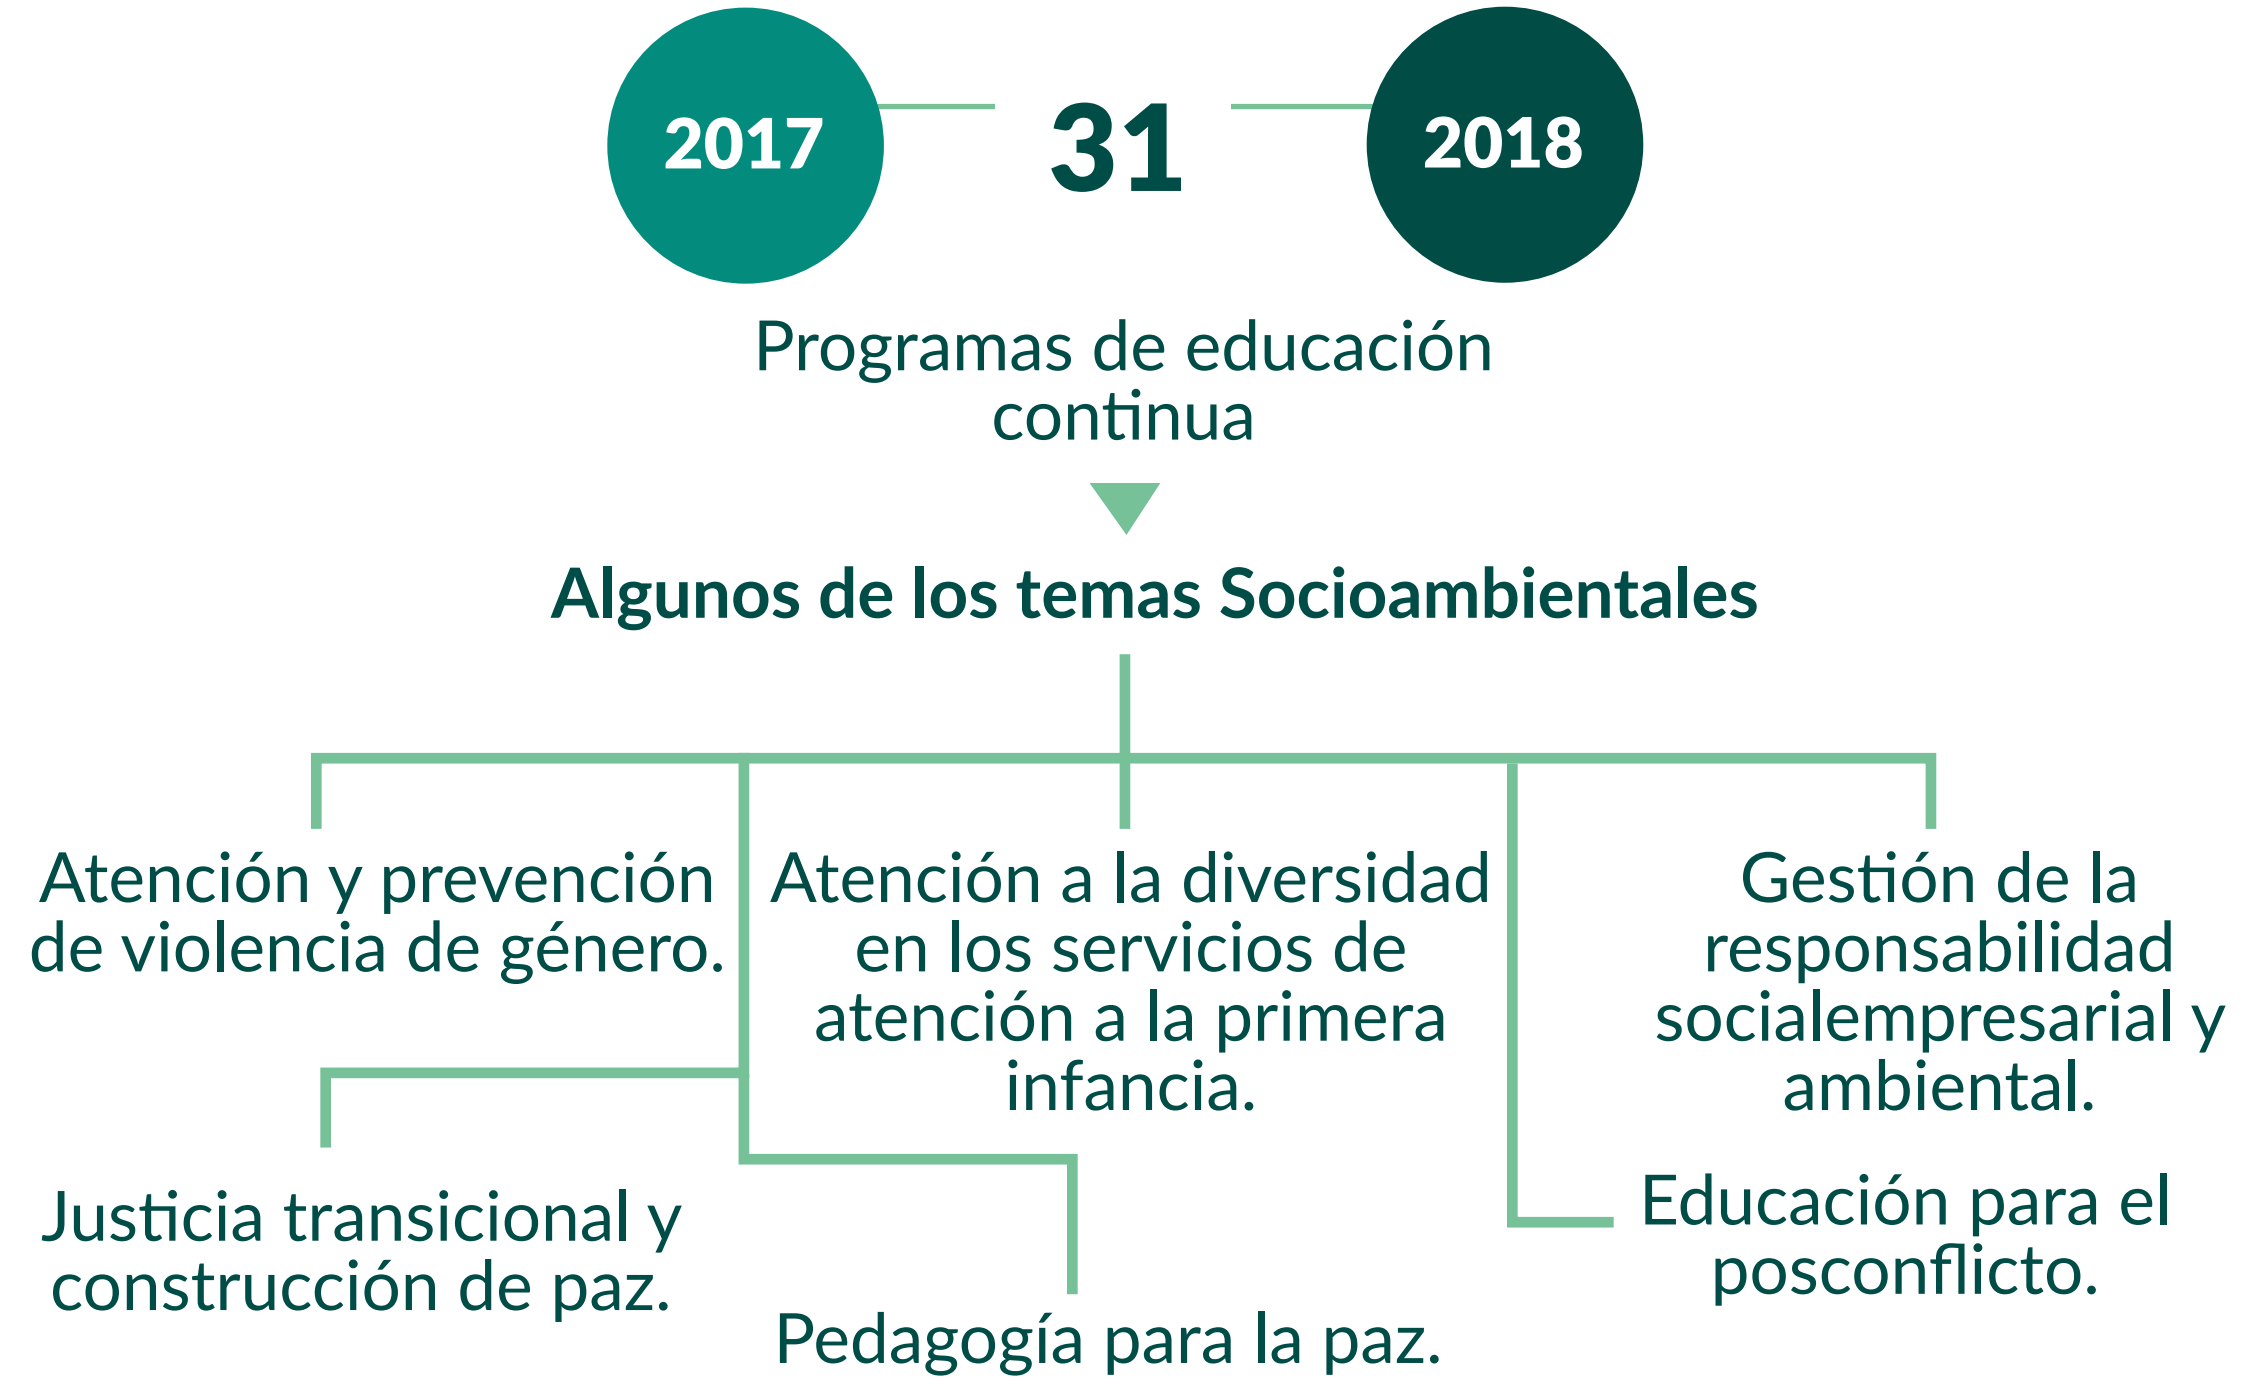 2017
31
2018
Programas de educación
continua
Algunos de los temas Socioambientales
Atención y prevención
de violencia de género.
Atención a la diversidad
en los servicios de
atención a la primera
infancia.
Gestión de la
responsabilidad
socialempresarial y
ambiental.
Justicia transicional y
construcción de paz.
Pedagogía para la paz.
Educación para el
posconflicto.